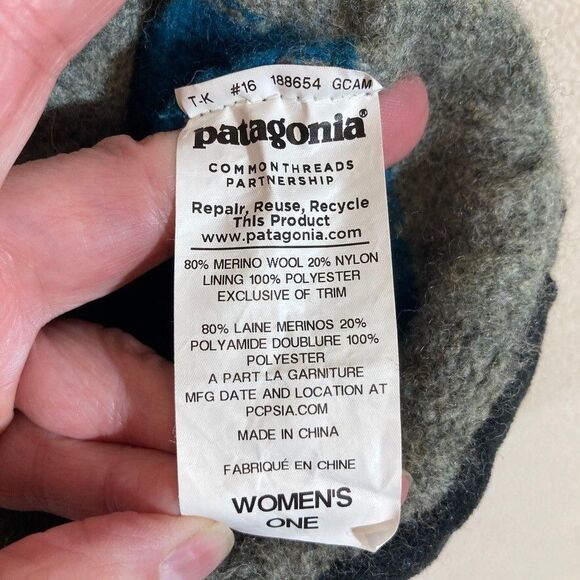 T-K #16 188654 GCAM
patagonia®
COMMONTHREADS
PARTNERSHIP
Repair, Reuse, Recycle
This Product
www.patagonia.com
80% MERINO WOOL 20% NYLON
LINING 100% POLYESTER
EXCLUSIVE OF TRIM
80% LAINE MERINOS 20%
POLYAMIDE DOUBLURE 100%
POLYESTER
A PART LA GARNITURE
MFG DATE AND LOCATION AT
PCPSIA.COM
MADE IN CHINA
FABRIQUÉ EN CHINE
WOMEN'S
ONE